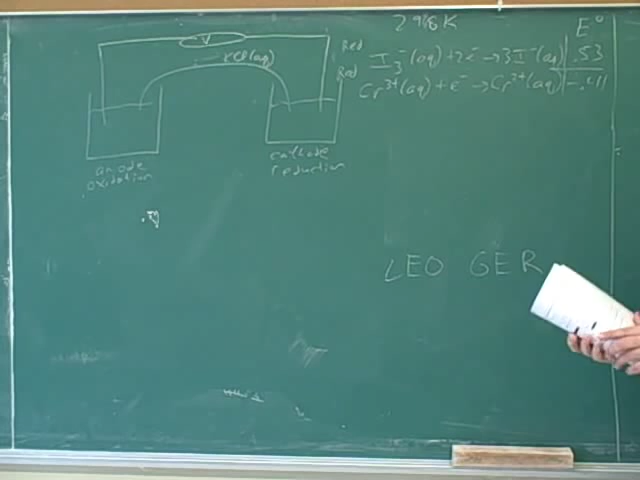 298K
E°
V
KCl(aq)
Red I₃⁻(aq) + 2e⁻ → 3I⁻(aq) .53
Red Cr³⁺(aq) + e⁻ → Cr²⁺(aq)
anode
oxidation
cathode
reduction
LEO GER